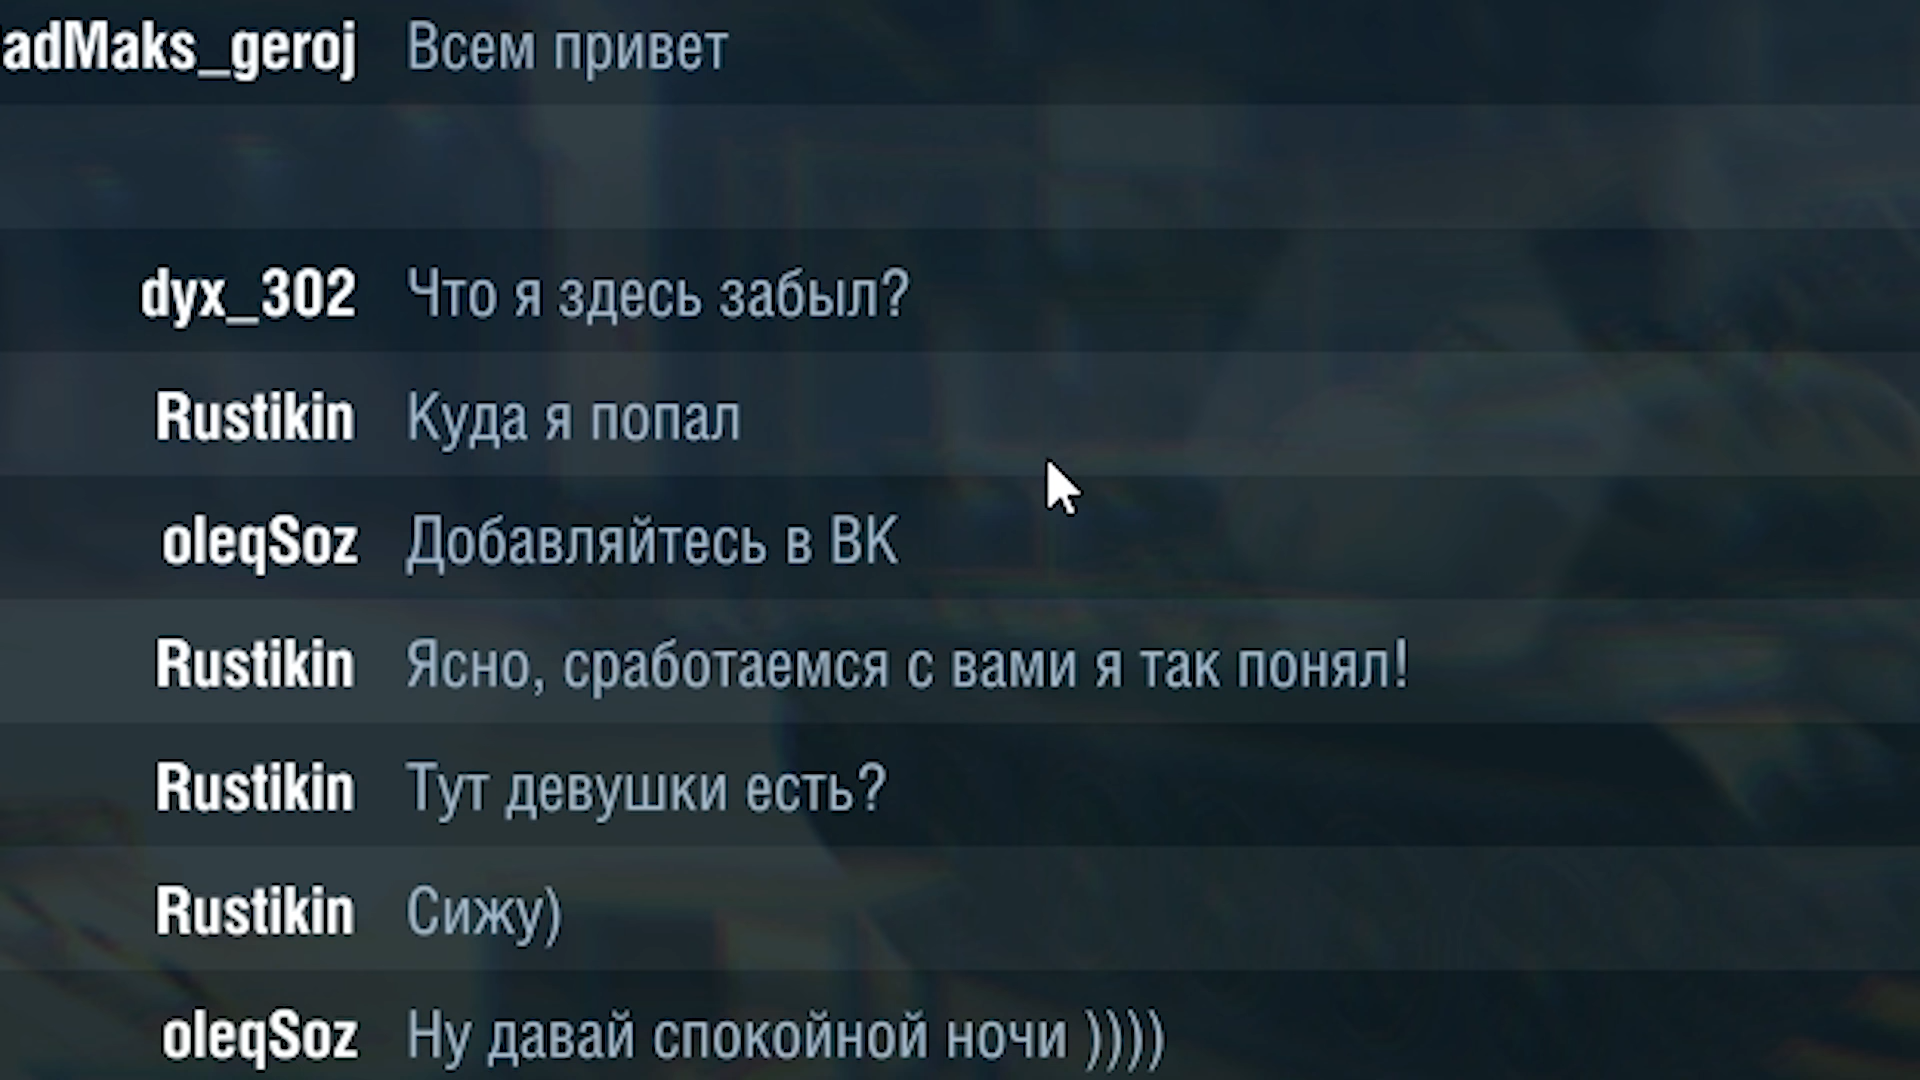 adMaks_geroj Всем привет
dyx_302 Что я здесь забыл?
Rustikin Куда я попал
oleqSoz Добавляйтесь в ВК
Rustikin Ясно, сработаемся с вами я так понял!
Rustikin Тут девушки есть?
Rustikin Сижу)
oleqSoz Ну давай спокойной ночи ))))